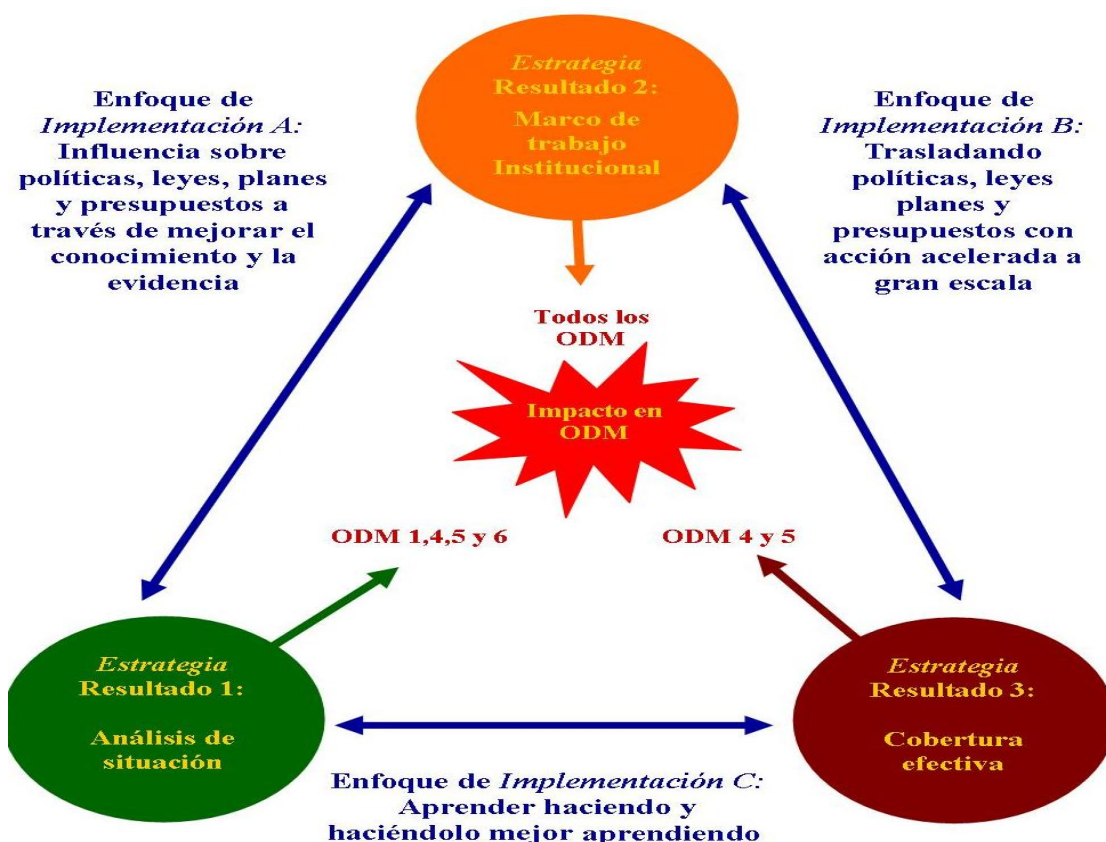 Estrategia
Resultado 2:
Marco de
trabajo
Institucional
Enfoque de
Implementación A:
Influencia sobre
políticas, leyes, planes
y presupuestos a
través de mejorar el
conocimiento y la
evidencia
Enfoque de
Implementación B:
Trasladando
políticas, leyes
planes y
presupuestos con
acción acelerada a
gran escala
Todos los
ODM
Impacto en
ODM
ODM 1,4,5 y 6
ODM 4 y 5
Estrategia
Resultado 1:
Análisis de
situación
Estrategia
Resultado 3:
Cobertura
efectiva
Enfoque de Implementación C:
Aprender haciendo y
haciéndolo mejor aprendiendo